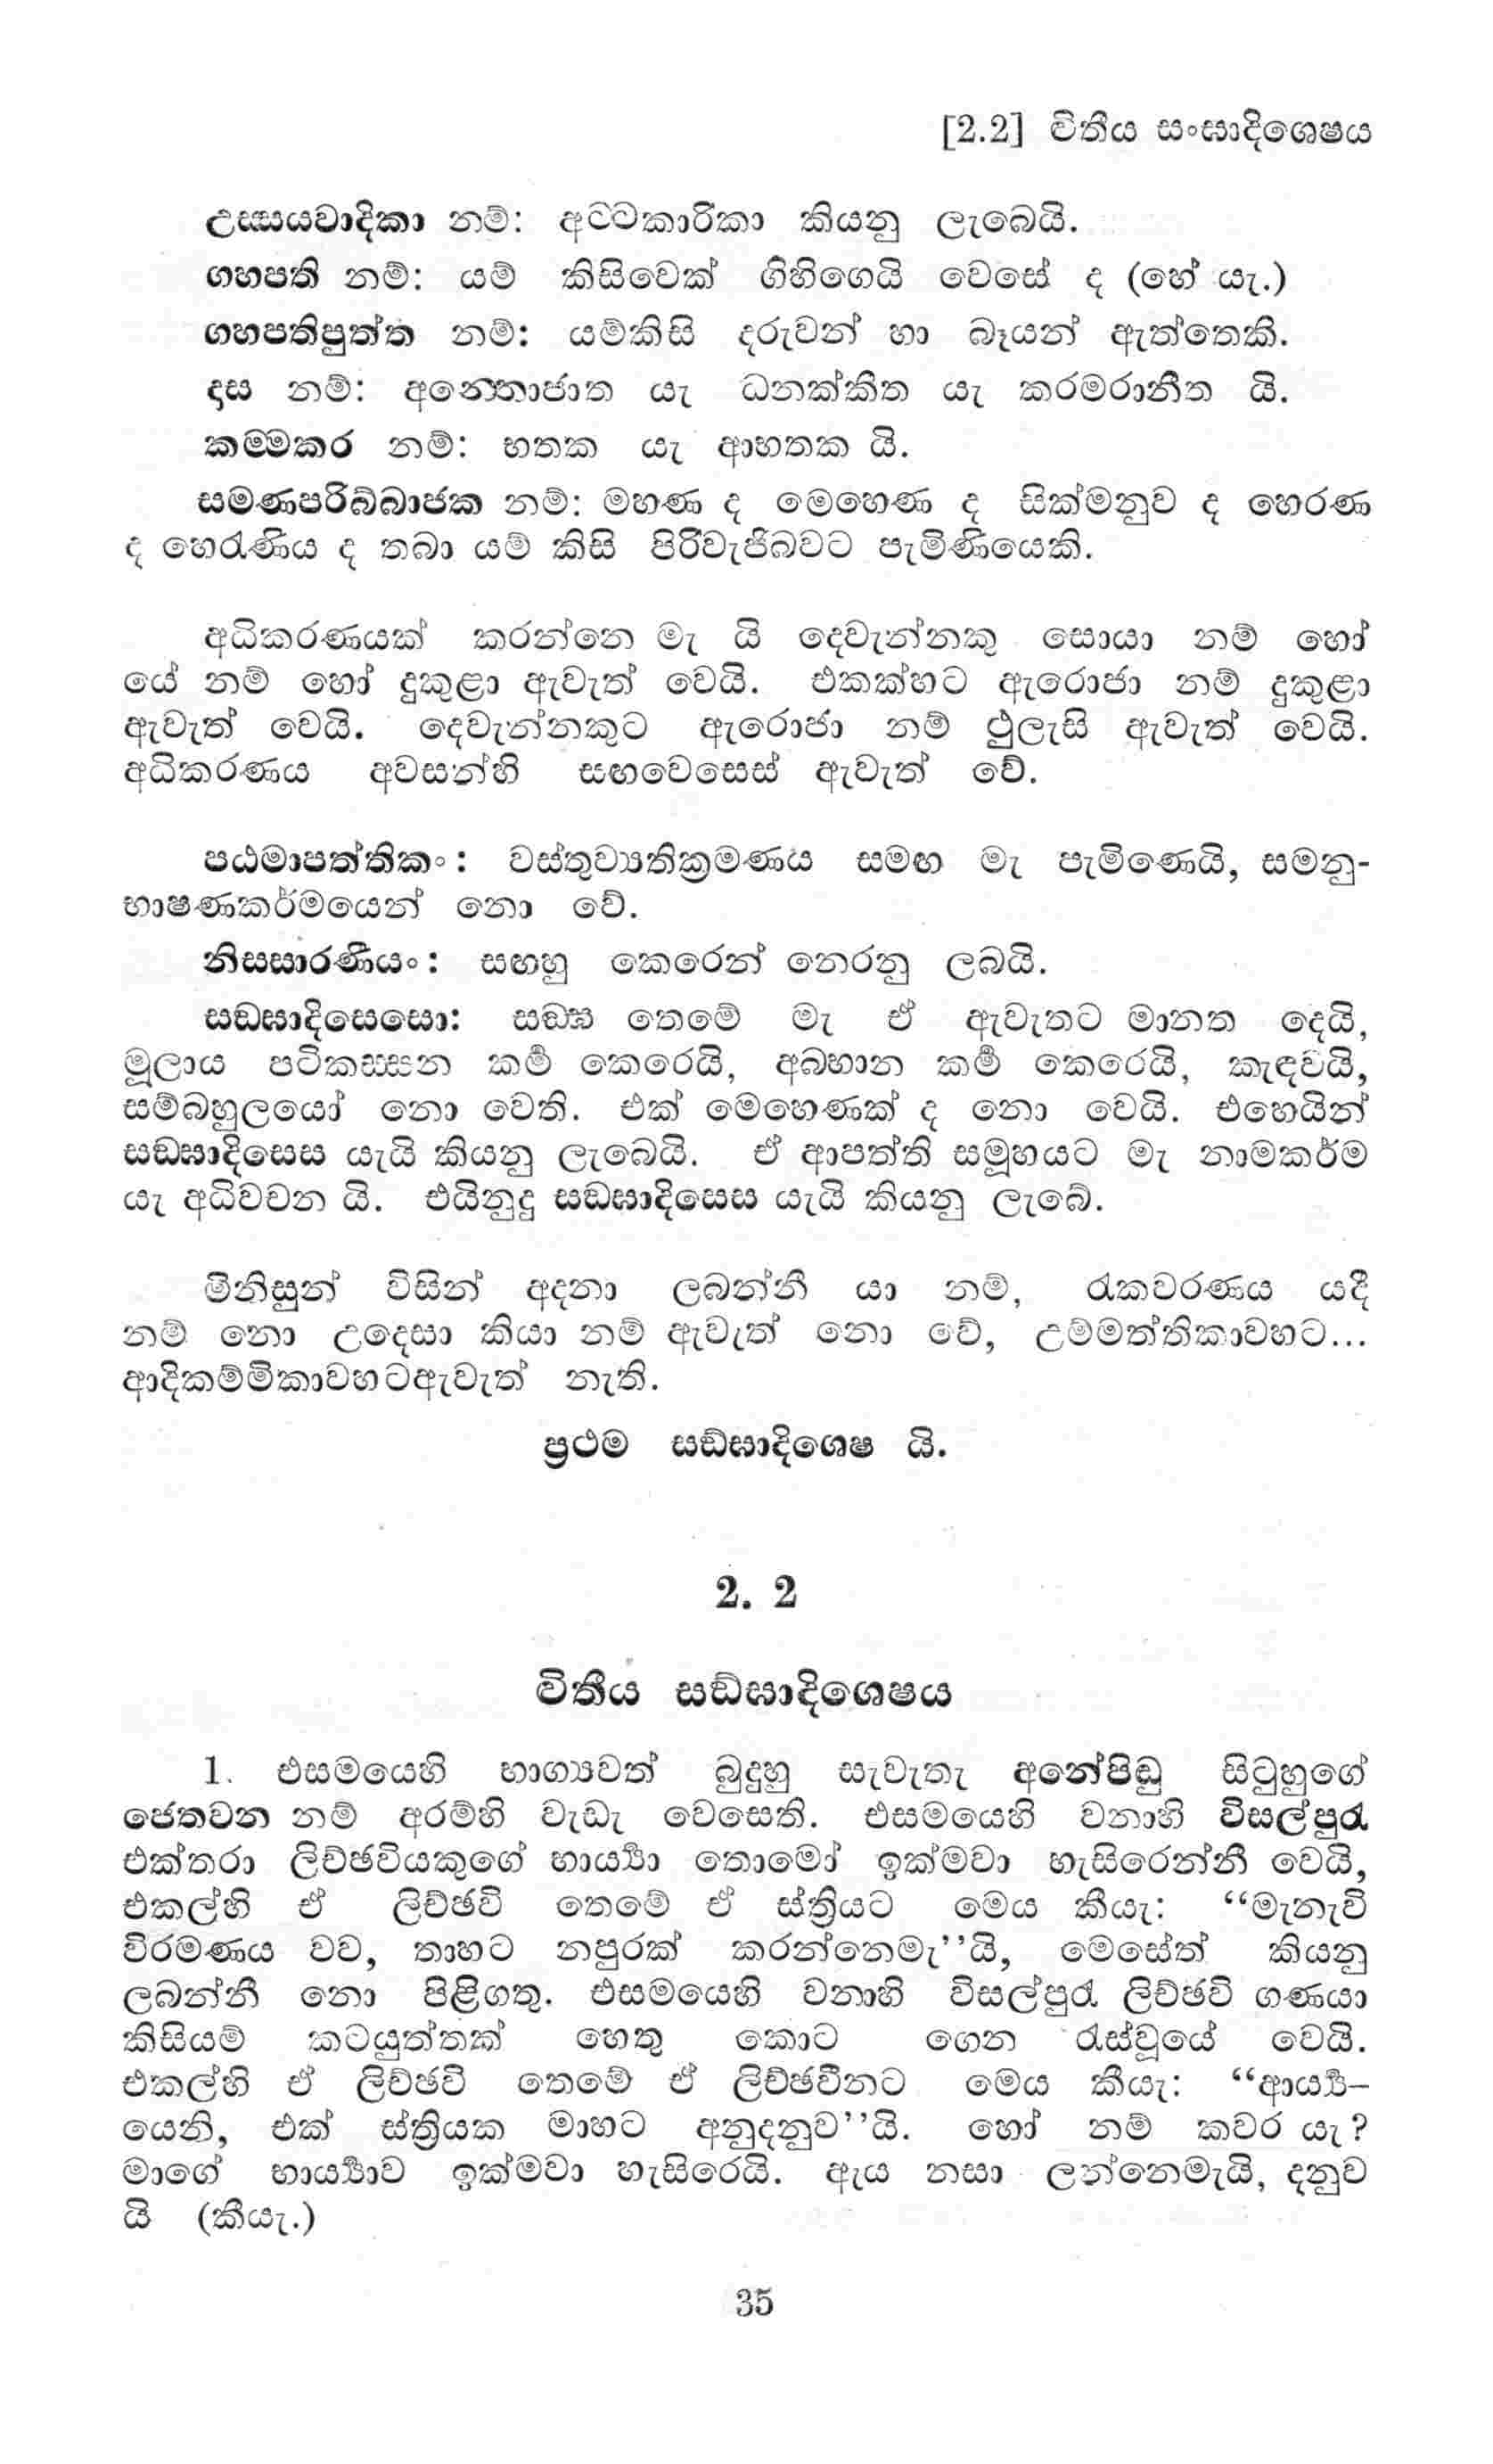 [2.2] ද්විතීය සංඝාදිශෙෂය
උස්සයවාදිකා නම්: අට්ටකාරිකා කියනු ලැබෙයි.
ගහපති නම්: යම් කිසිවෙක් ගිහිගෙයි වෙසේ ද (හේ යැ.)
ගහපතිපුත්ත නම්: යම්කිසි දරුවන් හා බෑයන් ඇත්තෙකි.
දාස නම්: අන්තොජාත යැ ධනක්කීත යැ කරමරානීත යි.
කම්මකර නම්: භතක යැ ආභතක යි.
සමණපරිබ්බාජක නම්: මහණ ද මෙහෙණ ද සික්මනුව ද හෙරණ
ද හෙරැණිය ද තබා යම් කිසි පිරිවැජිබවට පැමිණියෙකි.
අධිකරණයක් කරන්නෙ මැ යි දෙවැන්නකු සොයා නම් හෝ
යේ නම් හෝ දුකුළා ඇවැත් වෙයි. එකක්හට ඇරොජා නම් දුකුළා
ඇවැත් වෙයි. දෙවැන්නකුට ඇරොජා නම් ථුලැසි ඇවැත් වෙයි.
අධිකරණය අවසන්හි සඟවෙසෙස් ඇවැත් වේ.
පඨමාපත්තිකං: වස්තුව්‍යතික්‍රමණය සමඟ මැ පැමිණෙයි, සමනු-
භාෂණකර්මයෙන් නො වේ.
නිස්සාරණීයං: සඟහු කෙරෙන් නෙරනු ලබයි.
සඞ්ඝාදිසෙසො: සඞ්ඝ තෙමේ මැ ඒ ඇවැතට මානත දෙයි,
මූලාය පටිකස්සන කර්‍ම කෙරෙයි, අබ්භාන කර්‍ම කෙරෙයි, කැඳවයි,
සම්බහුලයෝ නො වෙති. එක් මෙහෙණක් ද නො වෙයි. එහෙයින්
සඞ්ඝාදිසෙස යැයි කියනු ලැබෙයි. ඒ ආපත්ති සමූහයට මැ නාමකර්ම
යැ අධිවචන යි. එයිනුදු සඞ්ඝාදිසෙස යැයි කියනු ලැබේ.
මිනිසුන් විසින් අදනා ලබන්නී යා නම්, රැකවරණය යදී
නම් නො උදෙසා කියා නම් ඇවැත් නො වේ, උම්මත්තිකාවහට...
ආදිකම්මිකාවහටඇවැත් නැති.
ප්‍රථම සඞ්ඝාදිශෙෂ යි.
2. 2
ද්විතීය සඞ්ඝාදිශෙෂය
1. එසමයෙහි භාග්‍යවත් බුදුහු සැවැතැ අනේපිඬු සිටුහුගේ
ජෙතවන නම් අරම්හි වැඩැ වෙසෙති. එසමයෙහි වනාහි විසල්පුරැ
එක්තරා ලිච්ඡවියකුගේ භාර්‍ය්‍යා තොමෝ ඉක්මවා හැසිරෙන්නී වෙයි,
එකල්හි ඒ ලිච්ඡවි තෙමේ ඒ ස්ත්‍රියට මෙය කීයැ: “මැනැවි
විරමණය වව, තාහට නපුරක් කරන්නෙමැ”යි, මෙසේත් කියනු
ලබන්නී නො පිළිගතු. එසමයෙහි වනාහි විසල්පුරැ ලිච්ඡවි ගණයා
කිසියම් කටයුත්තක් හෙතු කොට ගෙන රැස්වූයේ වෙයි.
එකල්හි ඒ ලිච්ඡවි තෙමේ ඒ ලිච්ඡවීනට මෙය කීයැ: “ආර්‍ය්‍ය-
යෙනි, එක් ස්ත්‍රියක මාහට අනුදනුව”යි. හෝ නම් කවර යැ?
මාගේ භාර්‍ය්‍යාව ඉක්මවා හැසිරෙයි. ඇය නසා ලන්නෙමැයි, දනුව
යි (කීයැ.)
35